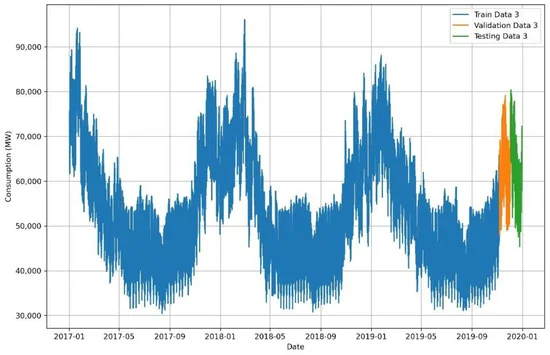 Train Data 3
Validation Data 3
Testing Data 3
90,000
80,000
70,000
60,000
50,000
40,000
30,000
Consumption (MW)
2017-01 2017-05 2017-09 2018-01 2018-05 2018-09 2019-01 2019-05 2019-09 2020-01
Date